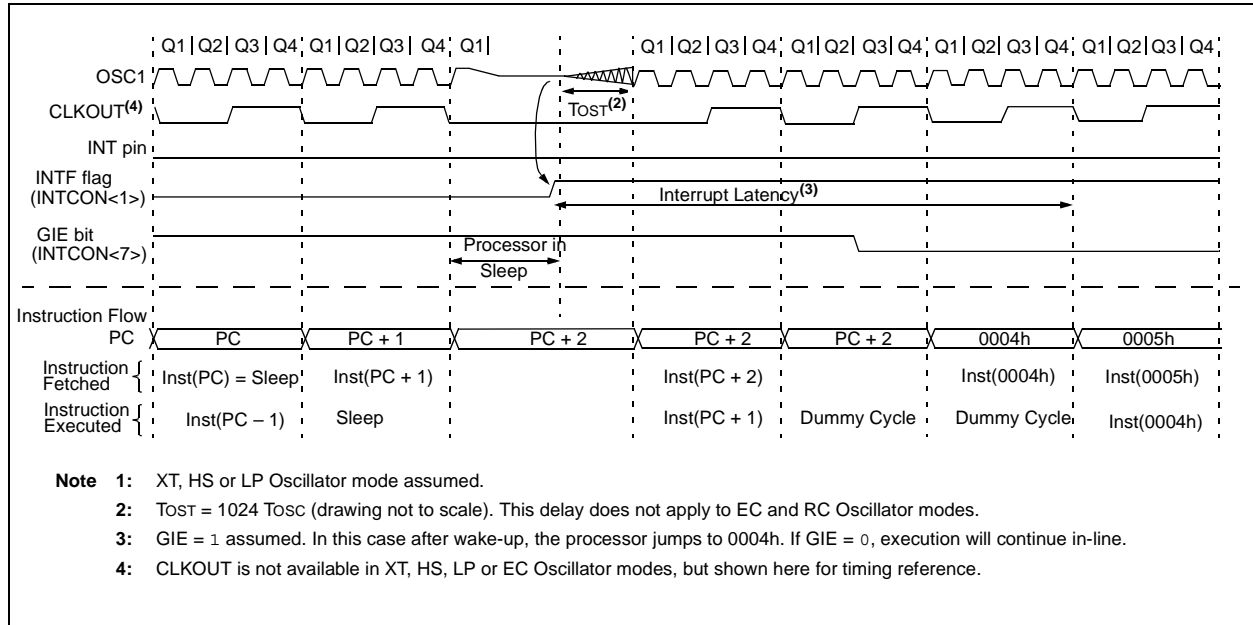 Q1 Q2 Q3 Q4 Q1 Q2 Q3 Q4 Q1 Q1 Q2 Q3 Q4 Q1 Q2 Q3 Q4 Q1 Q2 Q3 Q4 Q1 Q2 Q3 Q4
OSC1
TOST(2)
CLKOUT(4)
INT pin
INTF flag
(INTCON<1>)
Interrupt Latency(3)
GIE bit
(INTCON<7>)
Processor in
Sleep
Instruction Flow
PC PC PC + 1 PC + 2 PC + 2 PC + 2 0004h 0005h
Instruction
Fetched
Inst(PC) = Sleep Inst(PC + 1) Inst(PC + 2) Inst(0004h) Inst(0005h)
Instruction
Executed
Inst(PC – 1) Sleep Inst(PC + 1) Dummy Cycle Dummy Cycle Inst(0004h)
Note 1: XT, HS or LP Oscillator mode assumed.
2: TOST = 1024 TOSC (drawing not to scale). This delay does not apply to EC and RC Oscillator modes.
3: GIE = 1 assumed. In this case after wake-up, the processor jumps to 0004h. If GIE = 0, execution will continue in-line.
4: CLKOUT is not available in XT, HS, LP or EC Oscillator modes, but shown here for timing reference.